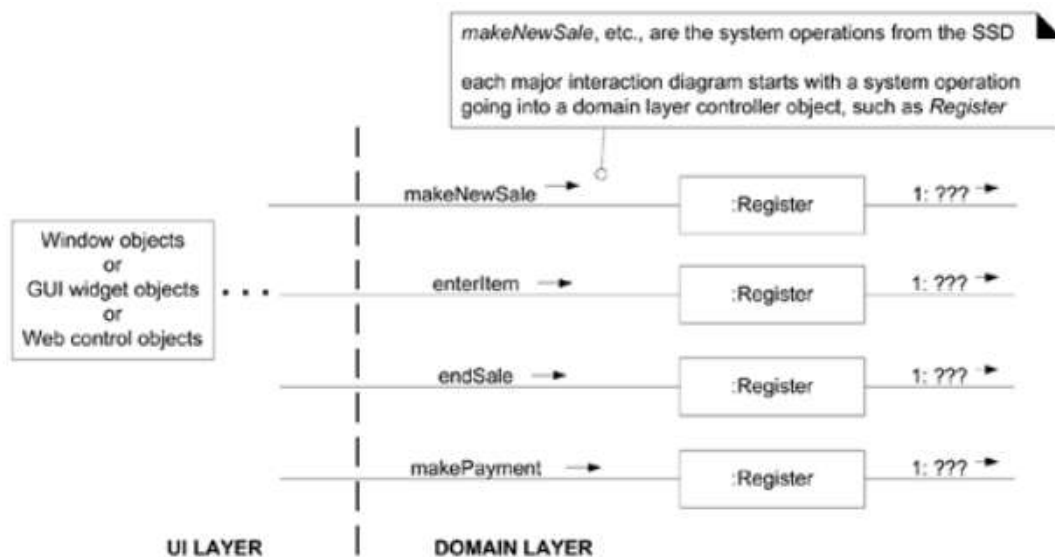 makeNewSale, etc., are the system operations from the SSD
each major interaction diagram starts with a system operation
going into a domain layer controller object, such as Register
makeNewSale
:Register
1: ???
Window objects
or
GUI widget objects
or
Web control objects
. . .
enterItem
:Register
1: ???
endSale
:Register
1: ???
makePayment
:Register
1: ???
UI LAYER
DOMAIN LAYER